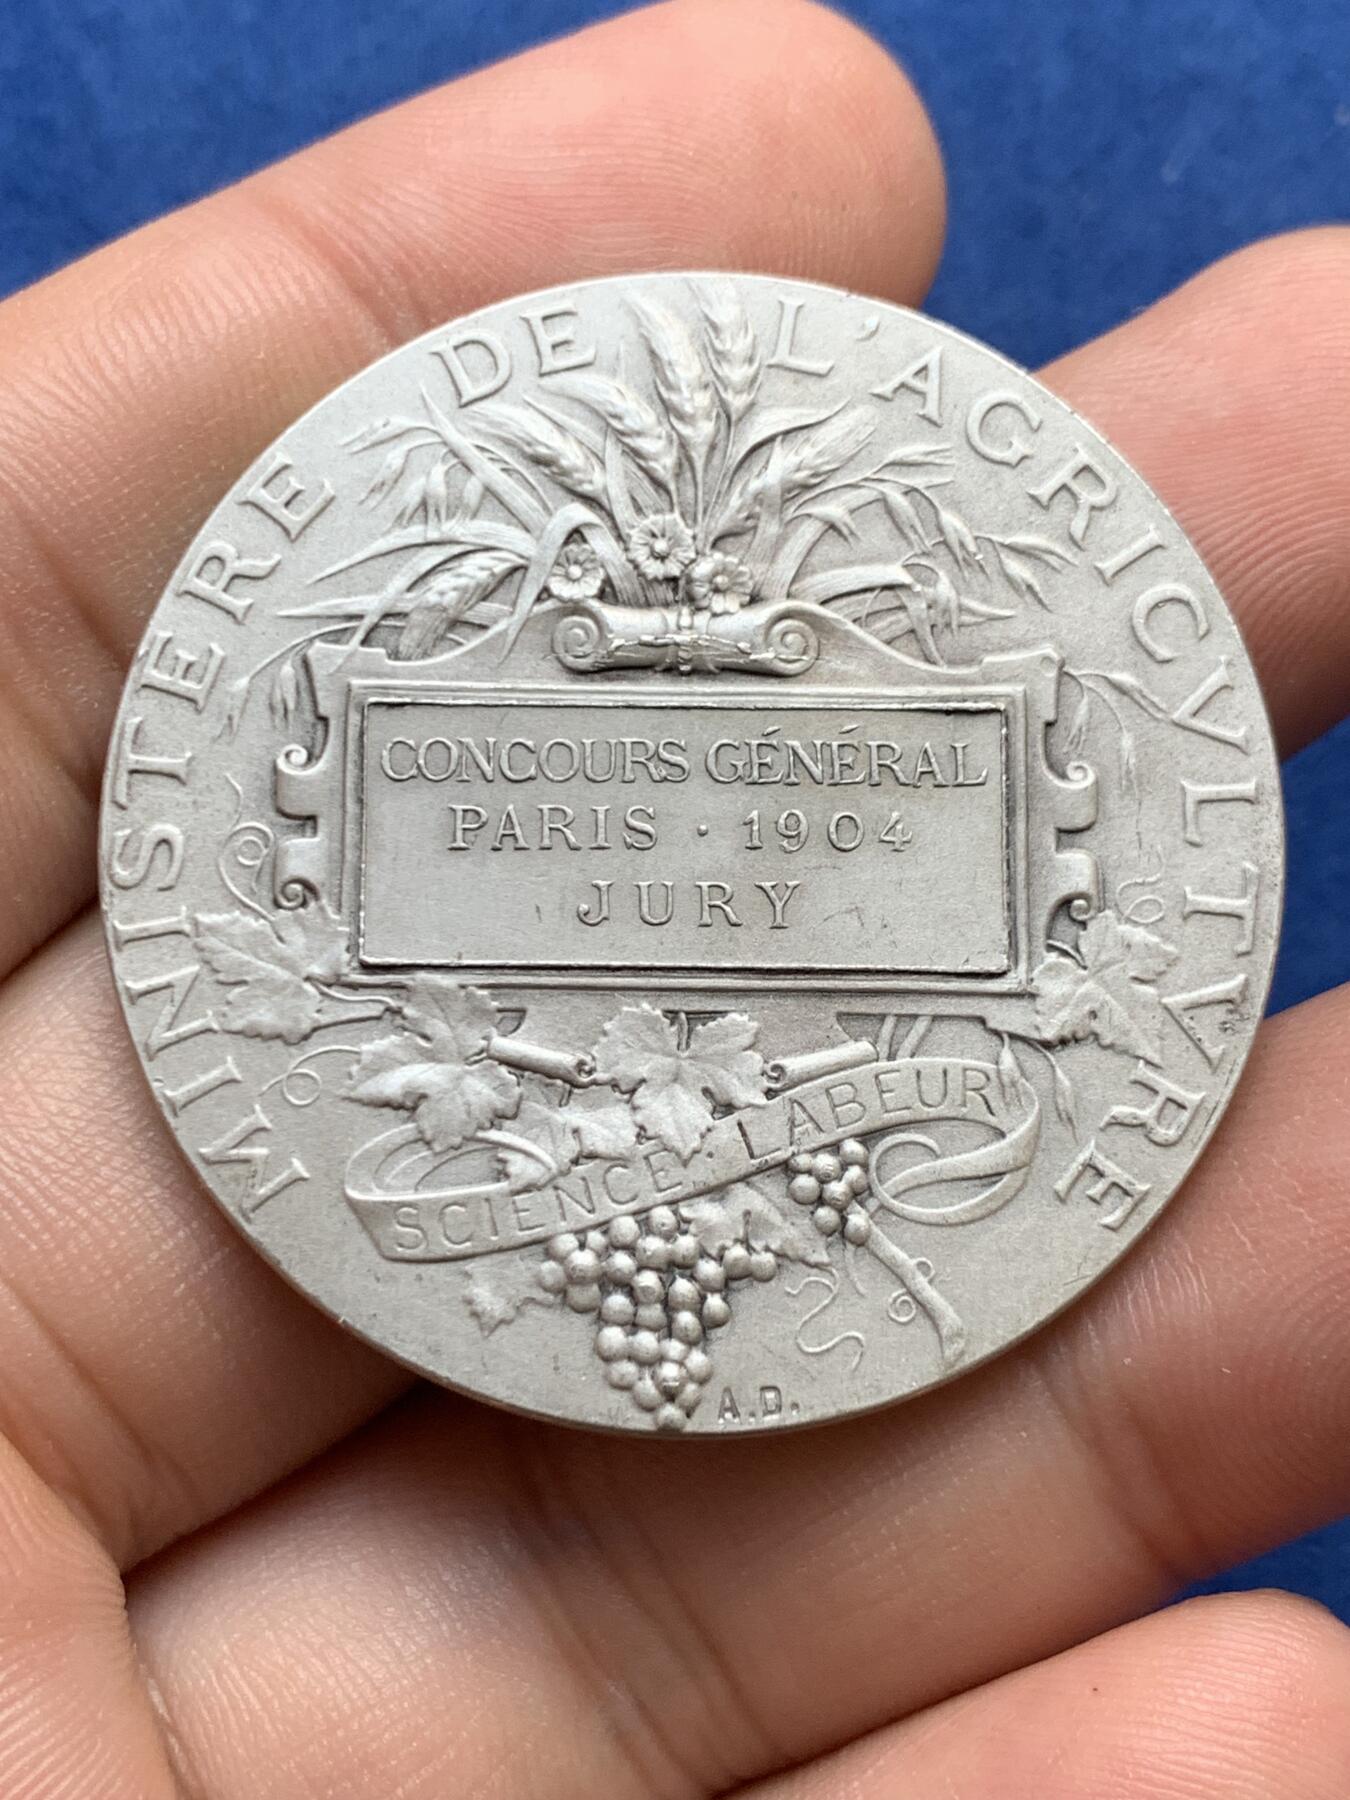 MINISTERE DE L'AGRICVLTVRE
CONCOURS GÉNÉRAL
PARIS · 1904
JURY
SCIENCE · LABEUR
A.D.